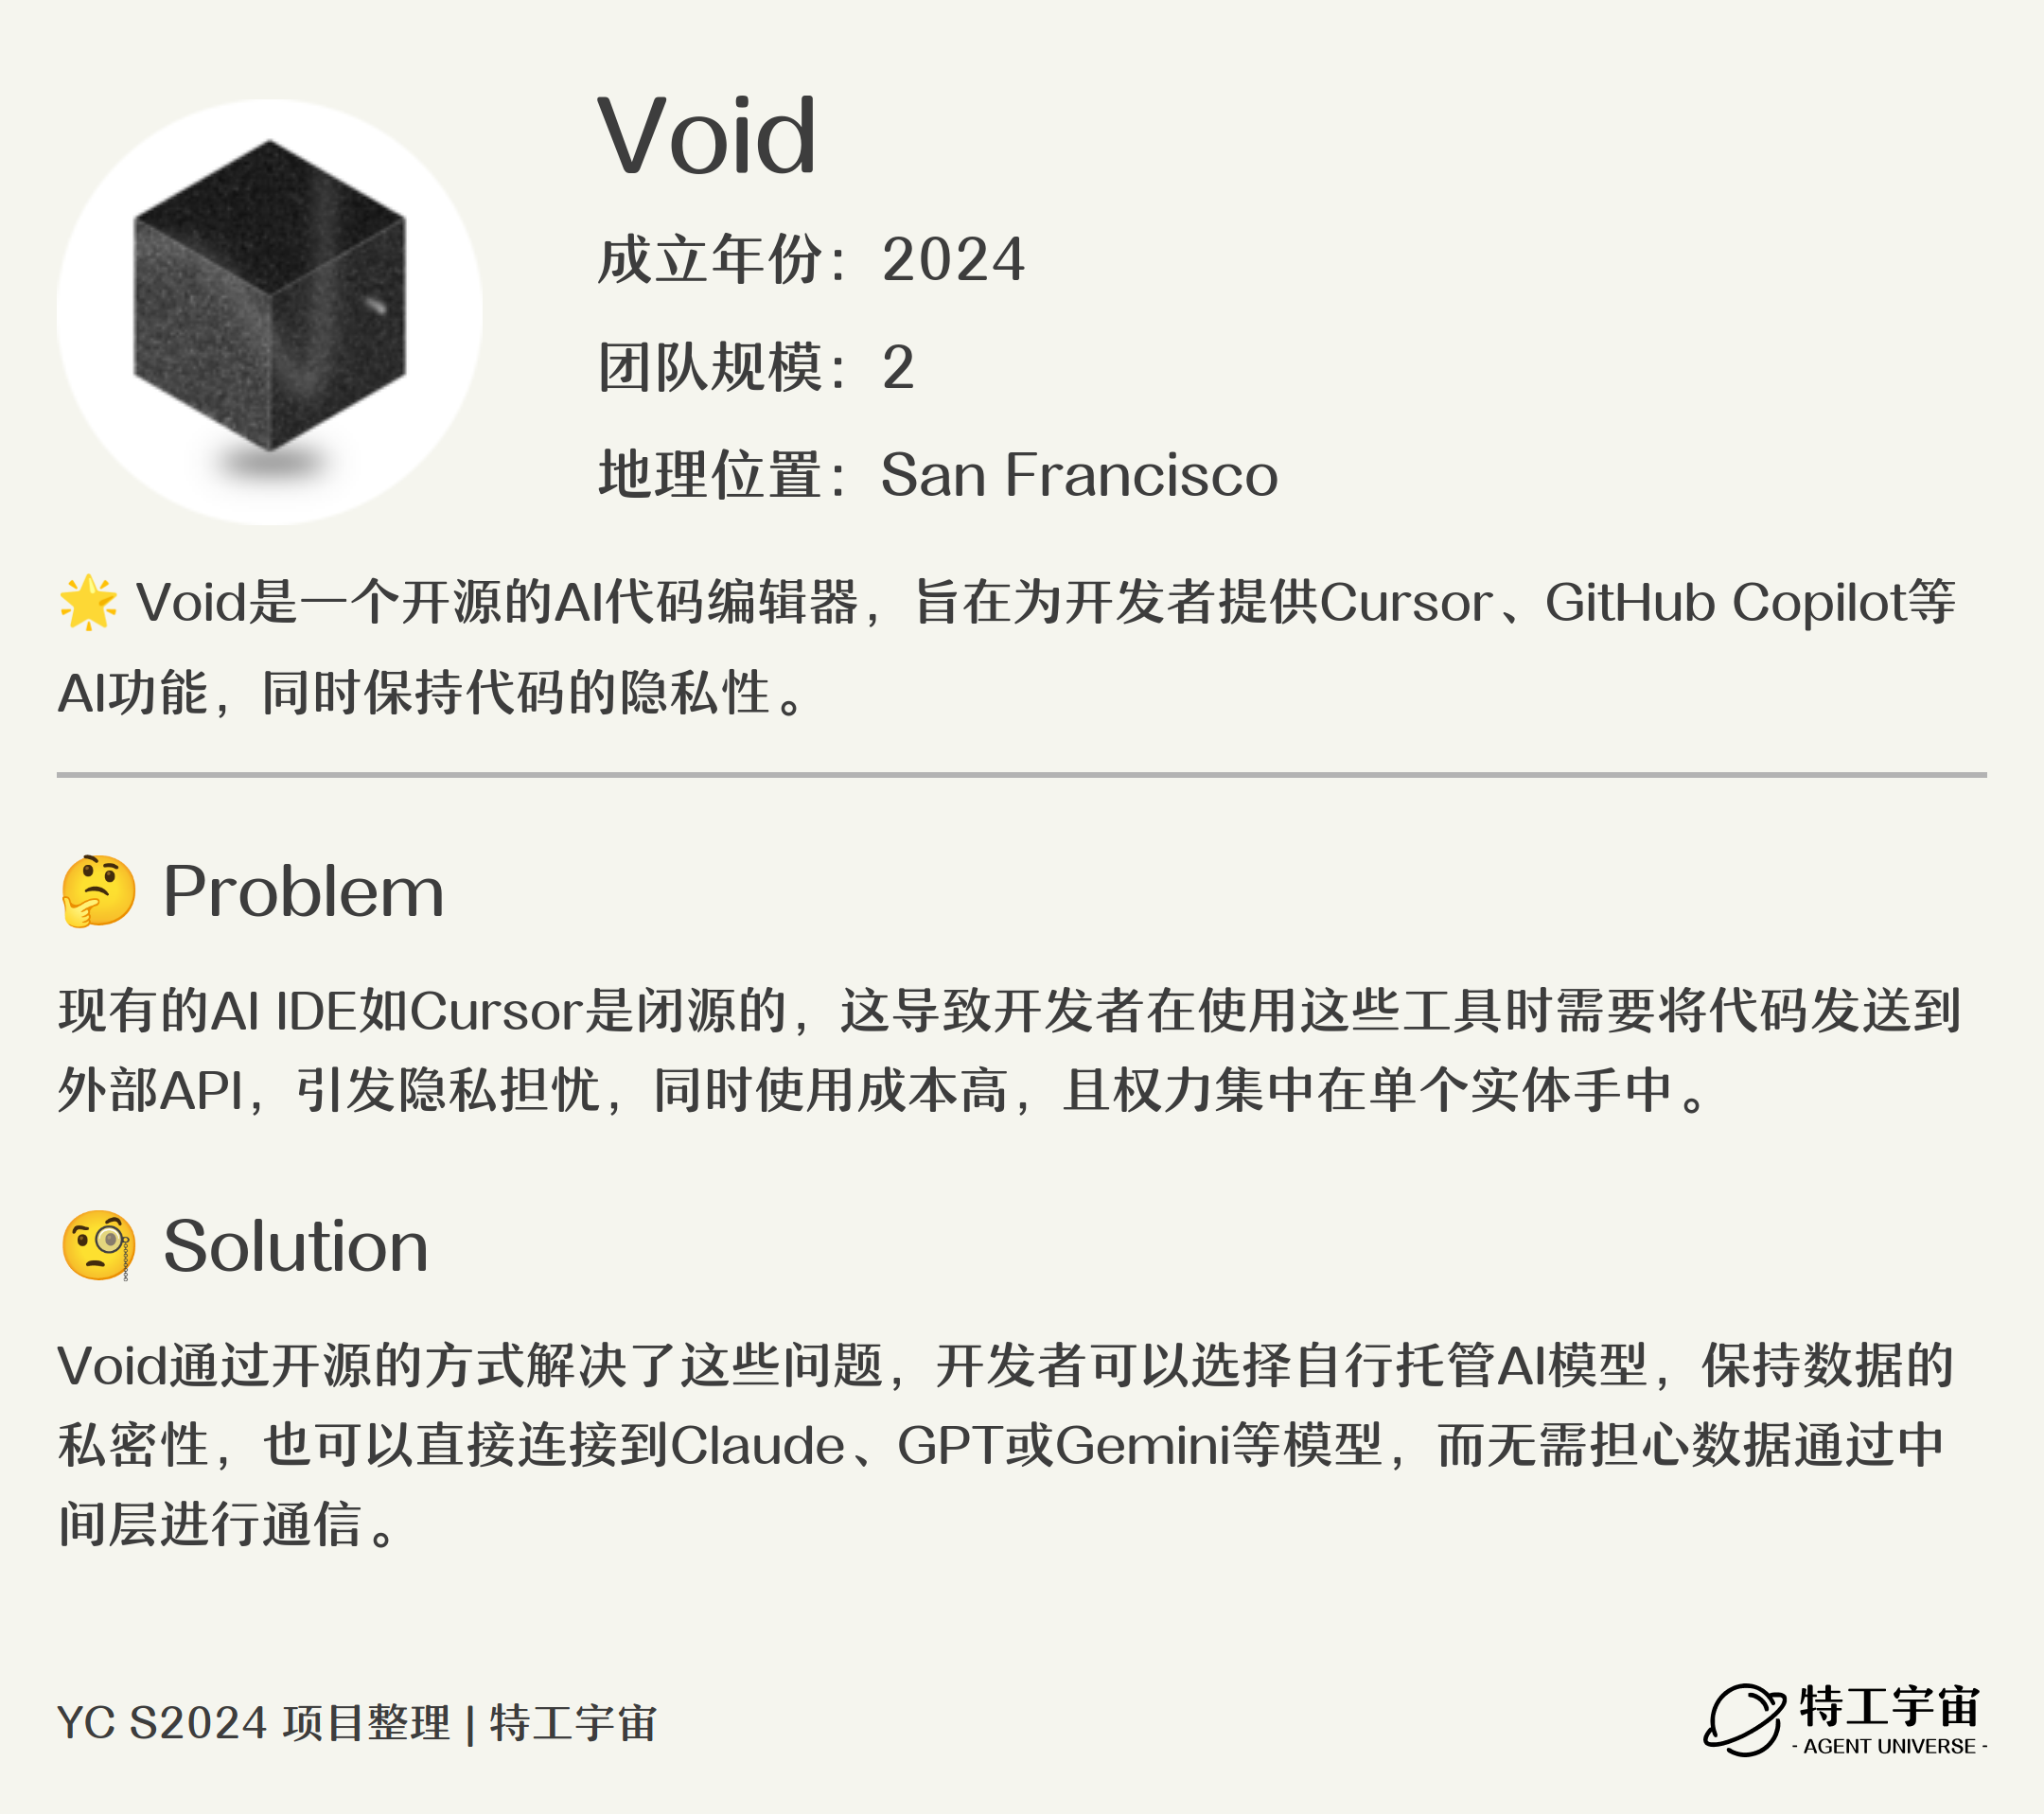 Void
成立年份：2024
团队规模：2
地理位置：San Francisco
🌟 Void是一个开源的AI代码编辑器，旨在为开发者提供Cursor、GitHub Copilot等
AI功能，同时保持代码的隐私性。
🤔 Problem
现有的AI IDE如Cursor是闭源的，这导致开发者在使用这些工具时需要将代码发送到
外部API，引发隐私担忧，同时使用成本高，且权力集中在单个实体手中。
🧐 Solution
Void通过开源的方式解决了这些问题，开发者可以选择自行托管AI模型，保持数据的
私密性，也可以直接连接到Claude、GPT或Gemini等模型，而无需担心数据通过中
间层进行通信。
YC S2024 项目整理 | 特工宇宙
特工宇宙
- AGENT UNIVERSE -